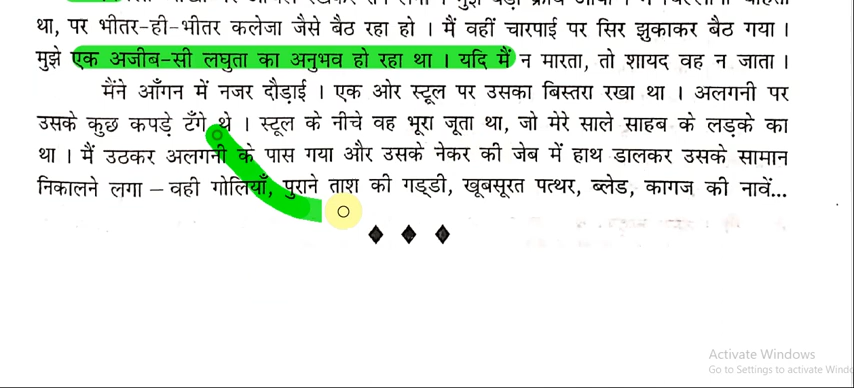 था, पर भीतर-ही-भीतर कलेजा जैसे बैठ रहा हो । मैं वहीं चारपाई पर सिर झुकाकर बैठ गया ।
मुझे एक अजीब-सी लघुता का अनुभव हो रहा था । यदि मैं न मारता, तो शायद वह न जाता ।
मैंने आँगन में नजर दौड़ाई । एक ओर स्टूल पर उसका बिस्तरा रखा था । अलगनी पर
उसके कुछ कपड़े टँगे थे । स्टूल के नीचे वह भूरा जूता था, जो मेरे साले साहब के लड़के का
था । मैं उठकर अलगनी के पास गया और उसके नेकर की जेब में हाथ डालकर उसके सामान
निकालने लगा – वही गोलियाँ, पुराने ताश की गड्डी, खूबसूरत पत्थर, ब्लेड, कागज की नावें...
Activate Windows
Go to Settings to activate Wind